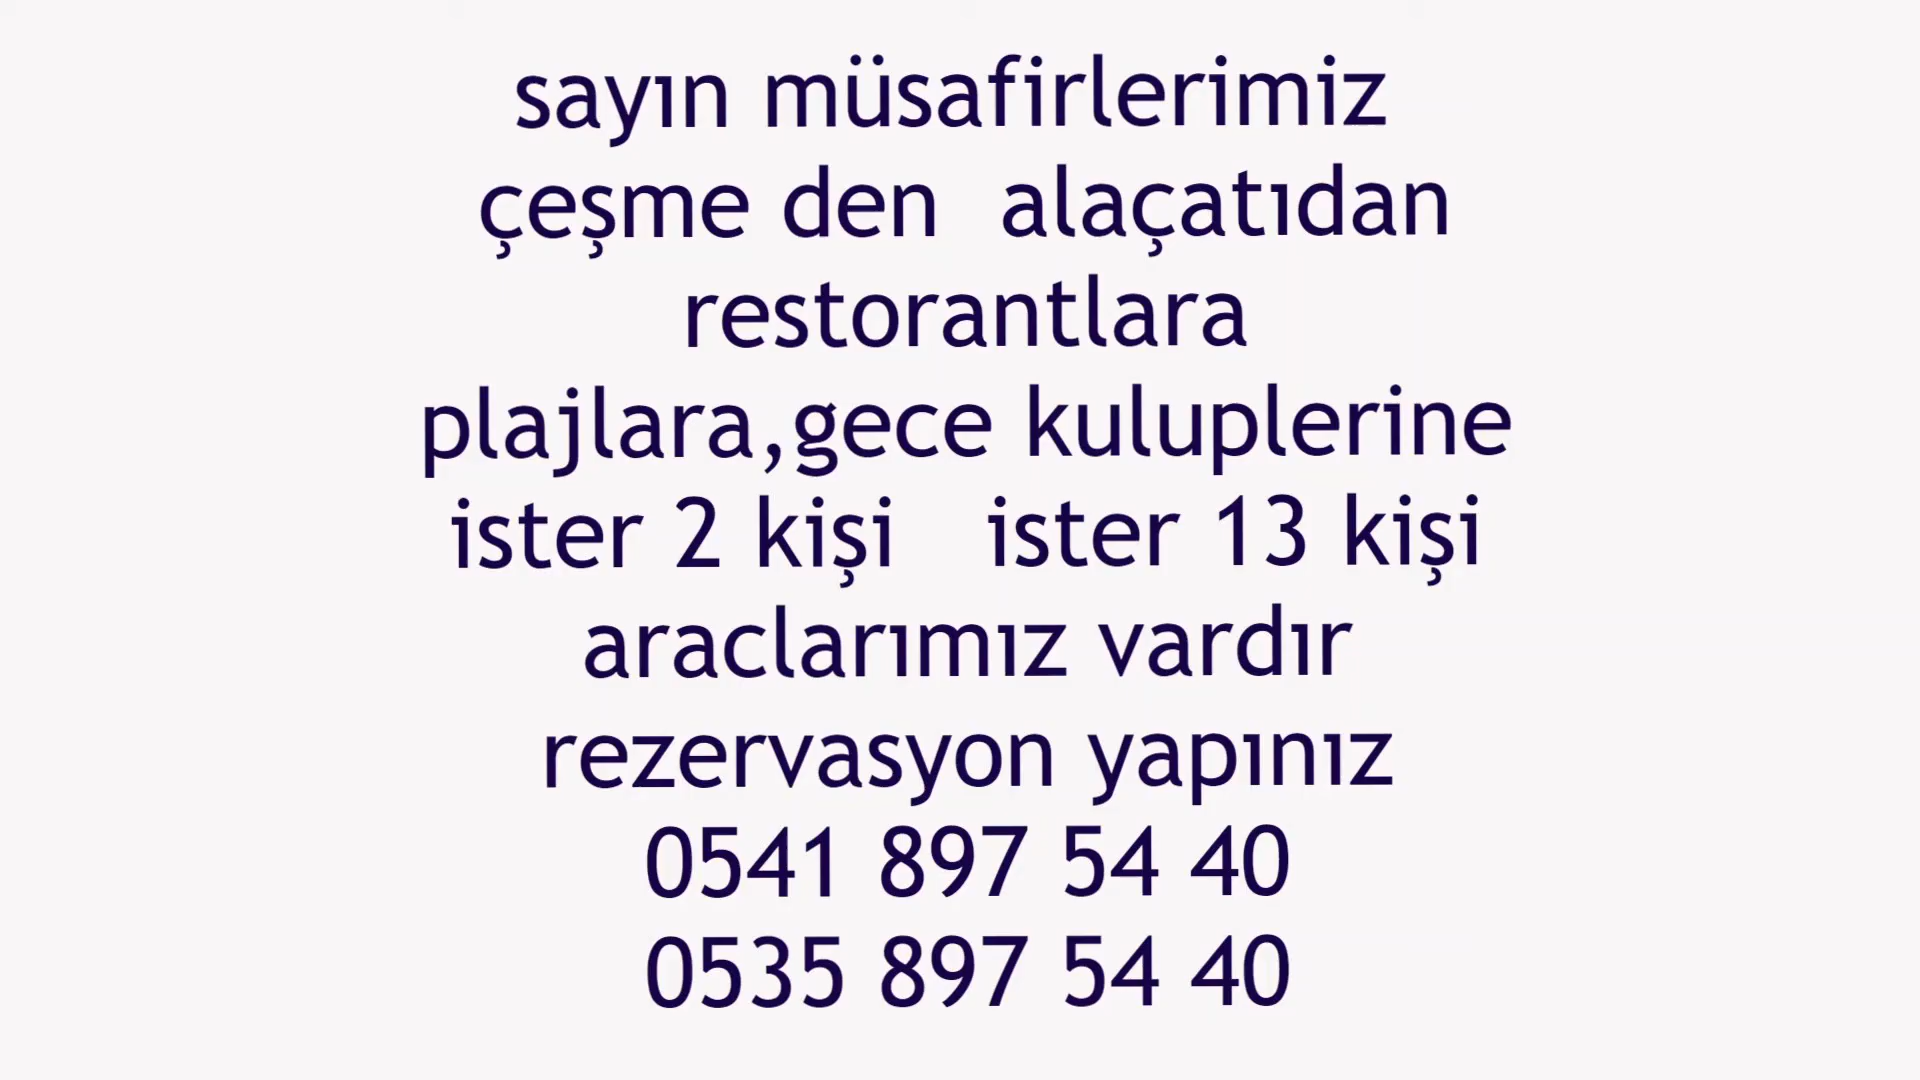 sayın müsafirlerimiz
çeşme den  alaçatıdan
restorantlara
plajlara,gece kuluplerine
ister 2 kişi   ister 13 kişi
araclarımız vardır
rezervasyon yapınız
0541 897 54 40
0535 897 54 40